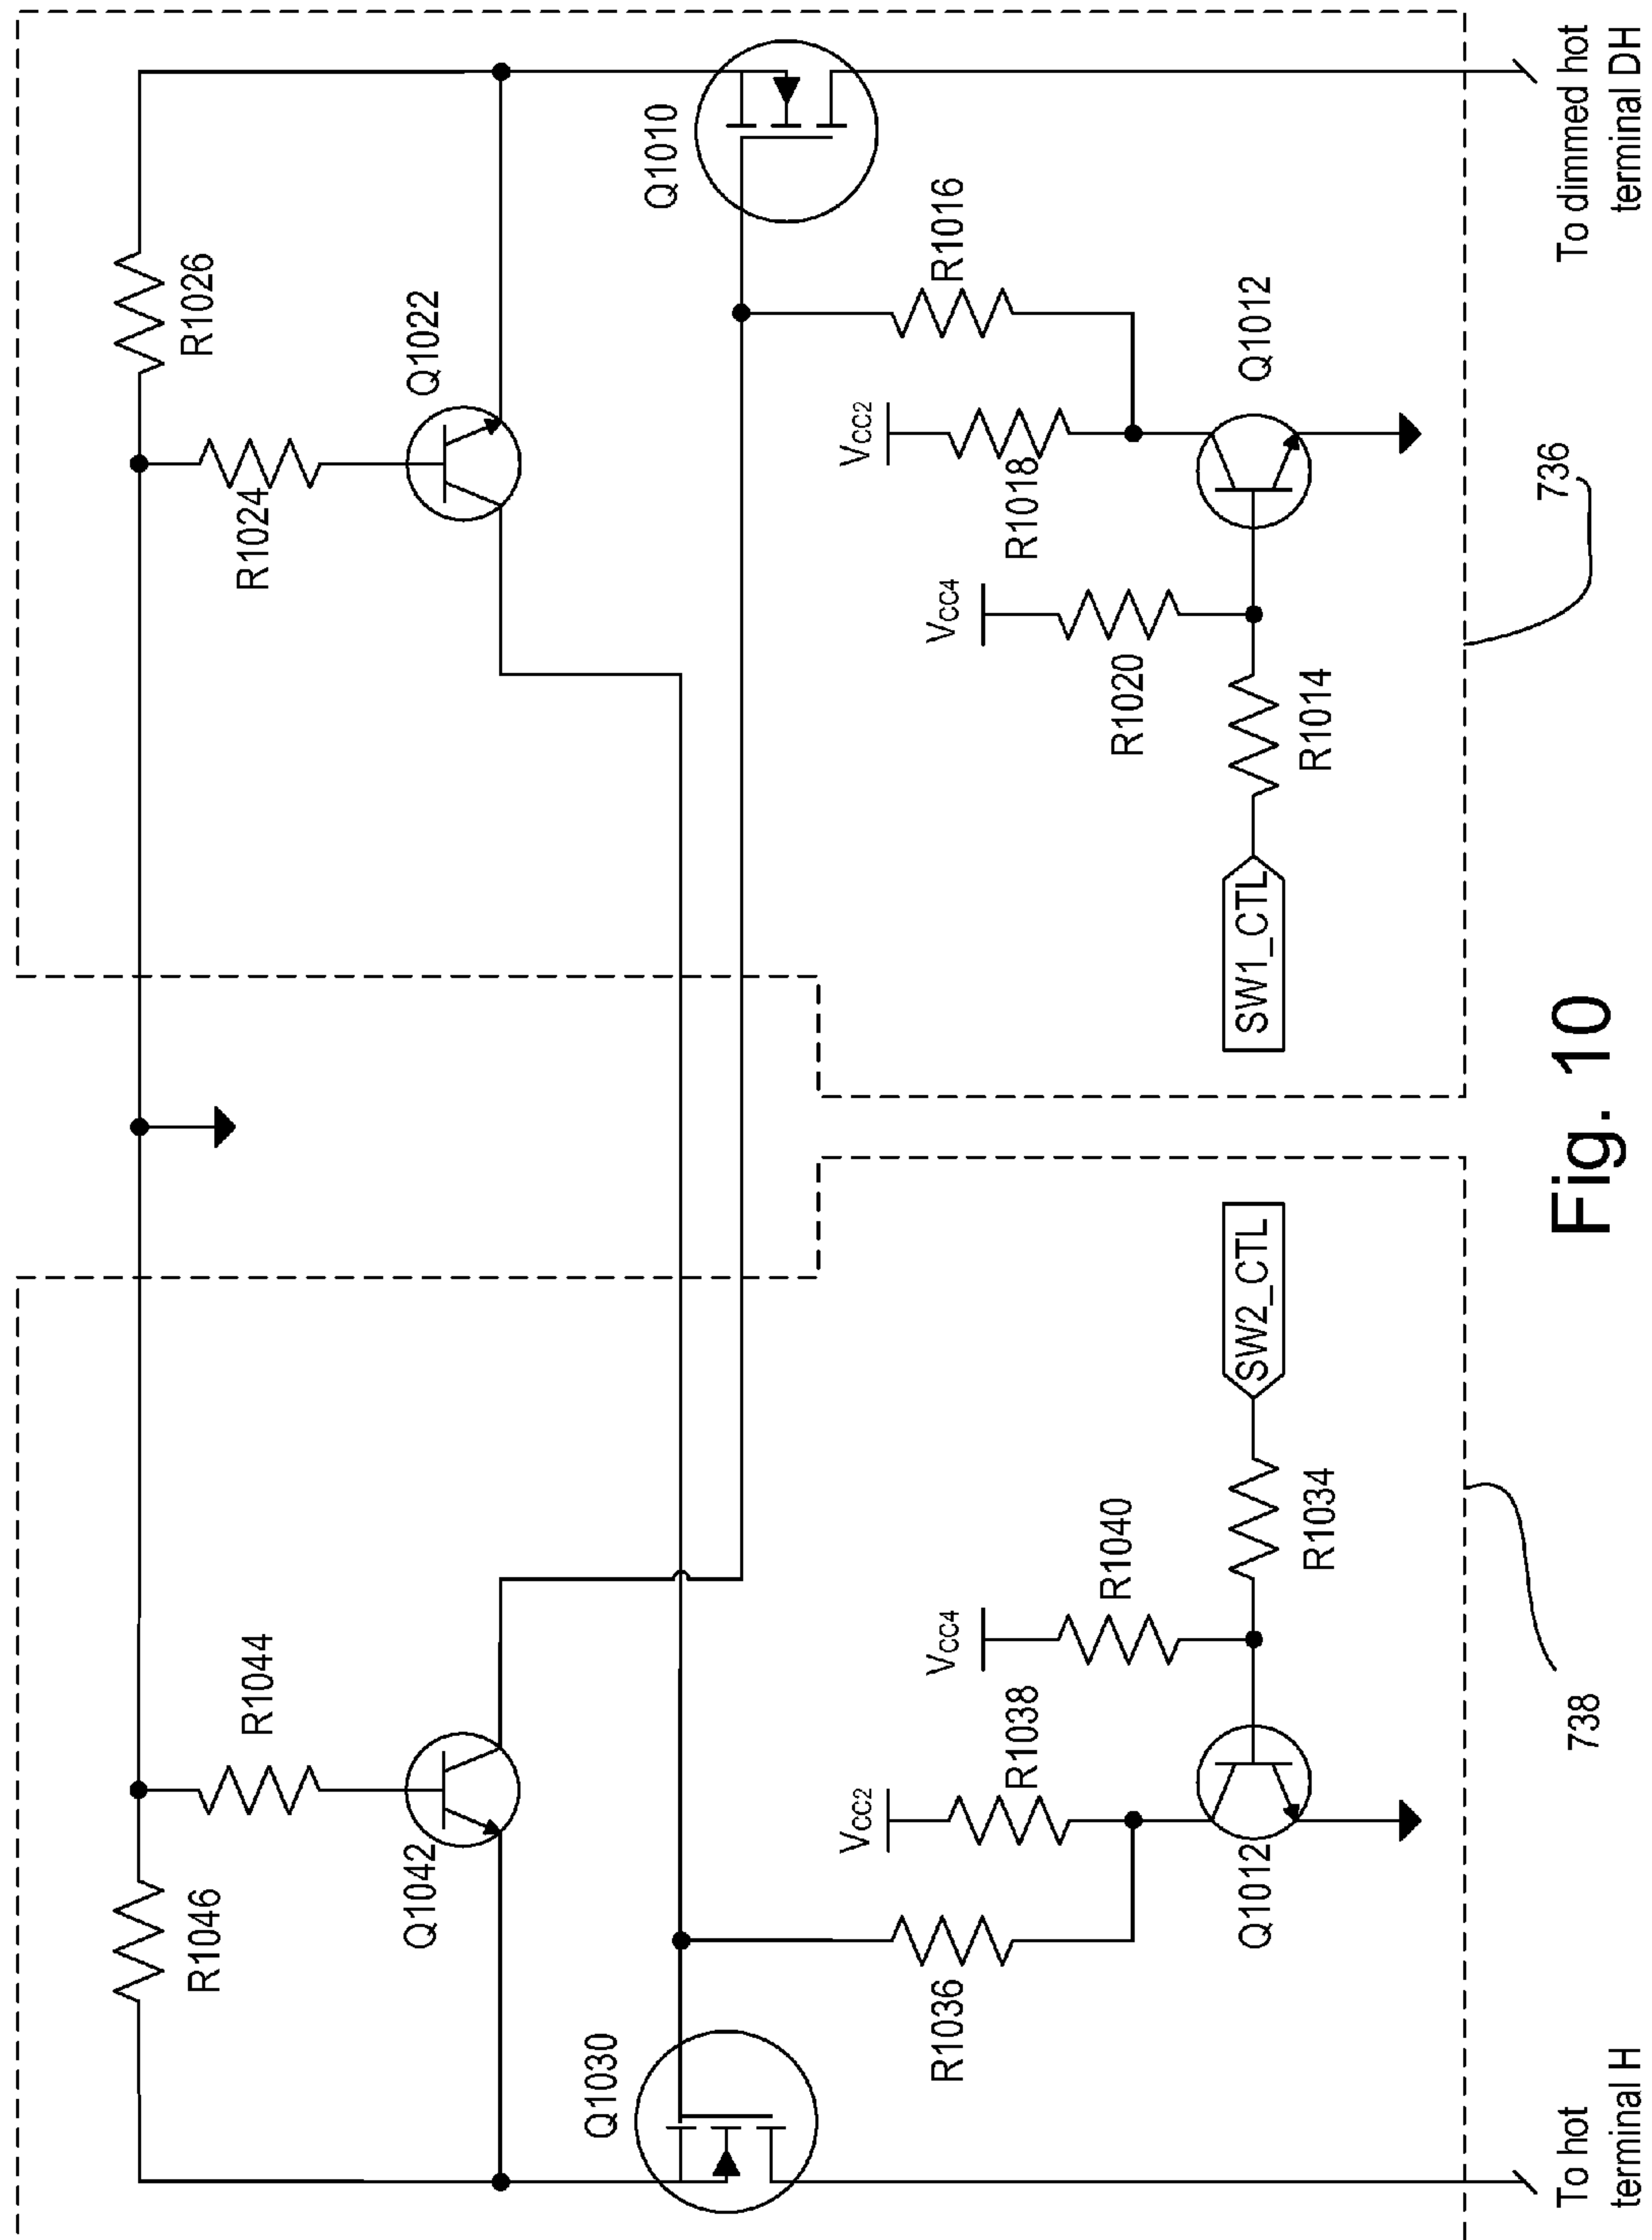 R1046
R1044
Q1042
R1026
R1024
Q1022
Q1030
Q1010
R1036
VCC2
R1038
VCC4
R1040
VCC4
R1020
VCC2
R1018
R1016
Q1012
R1034
SW2_CTL
SW1_CTL
R1014
Q1012
To hot
terminal H
738
Fig. 10
736
To dimmed hot
terminal DH